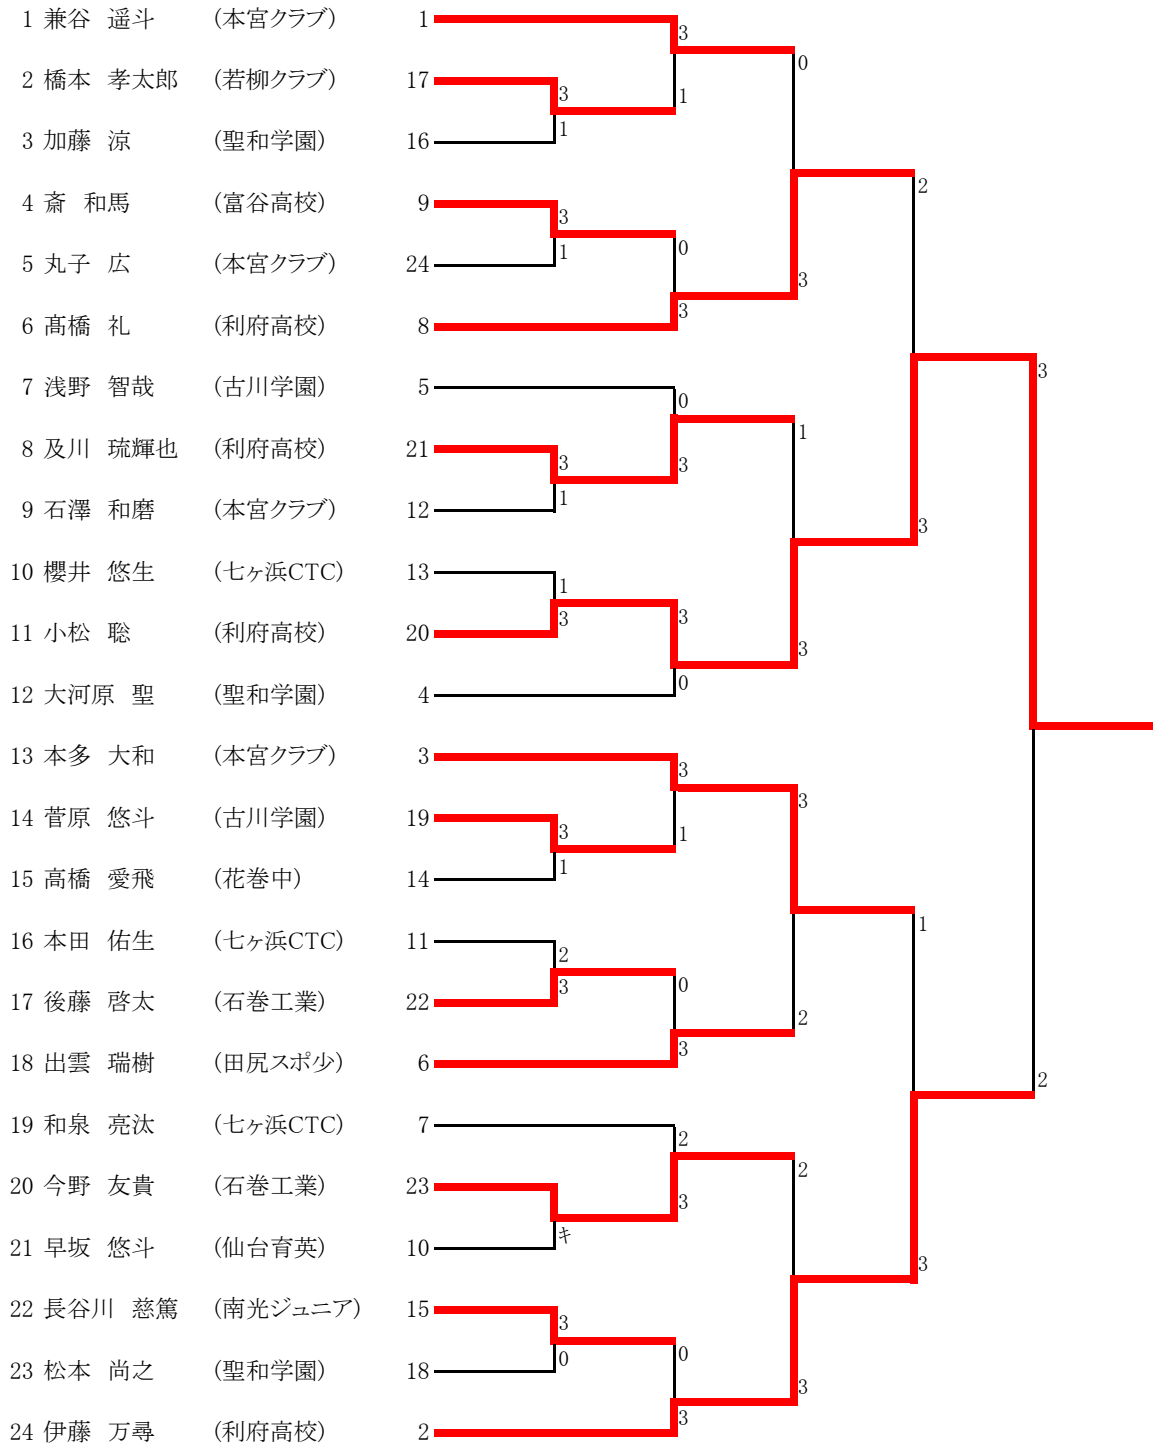 1 兼谷 遥斗 (本宮クラブ) 1
3
0
2 橋本 孝太郎 (若柳クラブ) 17
3 1
1
3 加藤 涼 (聖和学園) 16
2
4 斎 和馬 (富谷高校) 9
3
0
1
5 丸子 広 (本宮クラブ) 24
3
3
6 髙橋 礼 (利府高校) 8
3
7 浅野 智哉 (古川学園) 5
0
1
8 及川 琉輝也 (利府高校) 21
3 3
1
9 石澤 和磨 (本宮クラブ) 12
3
10 櫻井 悠生 (七ヶ浜CTC) 13
1
3 3
11 小松 聡 (利府高校) 20
3
0
12 大河原 聖 (聖和学園) 4
13 本多 大和 (本宮クラブ) 3
3
3
14 菅原 悠斗 (古川学園) 19
3 1
1
15 高橋 愛飛 (花巻中) 14
1
16 本田 佑生 (七ヶ浜CTC) 11
2
3 0
17 後藤 啓太 (石巻工業) 22
2
3
18 出雲 瑞樹 (田尻スポ少) 6
2
19 和泉 亮汰 (七ヶ浜CTC) 7
2
2
20 今野 友貴 (石巻工業) 23
3
キ
21 早坂 悠斗 (仙台育英) 10
3
22 長谷川 慈篤 (南光ジュニア) 15
3
0 0
23 松本 尚之 (聖和学園) 18
3
3
24 伊藤 万尋 (利府高校) 2